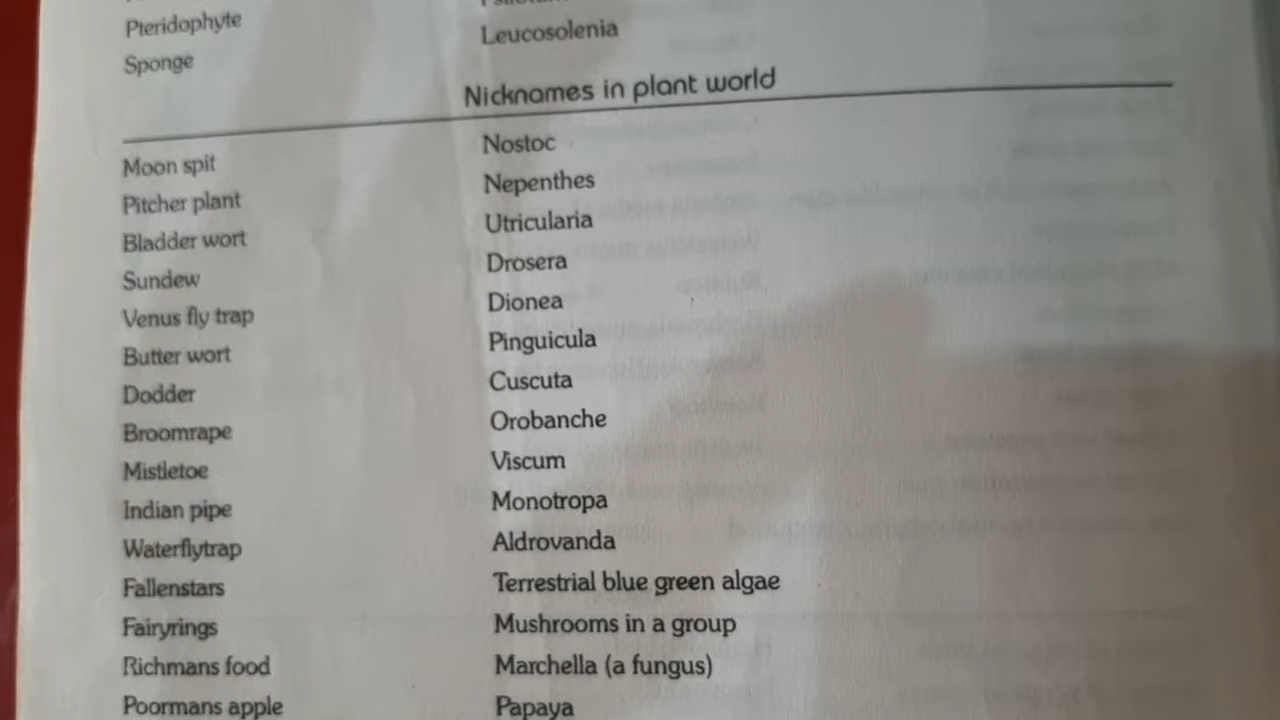 Pteridophyte
Sponge Leucosolenia
Nicknames in plant world
Moon spit Nostoc
Pitcher plant Nepenthes
Bladder wort Utricularia
Sundew Drosera
Venus fly trap Dionea
Butter wort Pinguicula
Dodder Cuscuta
Broomrape Orobanche
Mistletoe Viscum
Indian pipe Monotropa
Waterflytrap Aldrovanda
Fallenstars Terrestrial blue green algae
Fairyrings Mushrooms in a group
Richmans food Marchella (a fungus)
Poormans apple Papaya